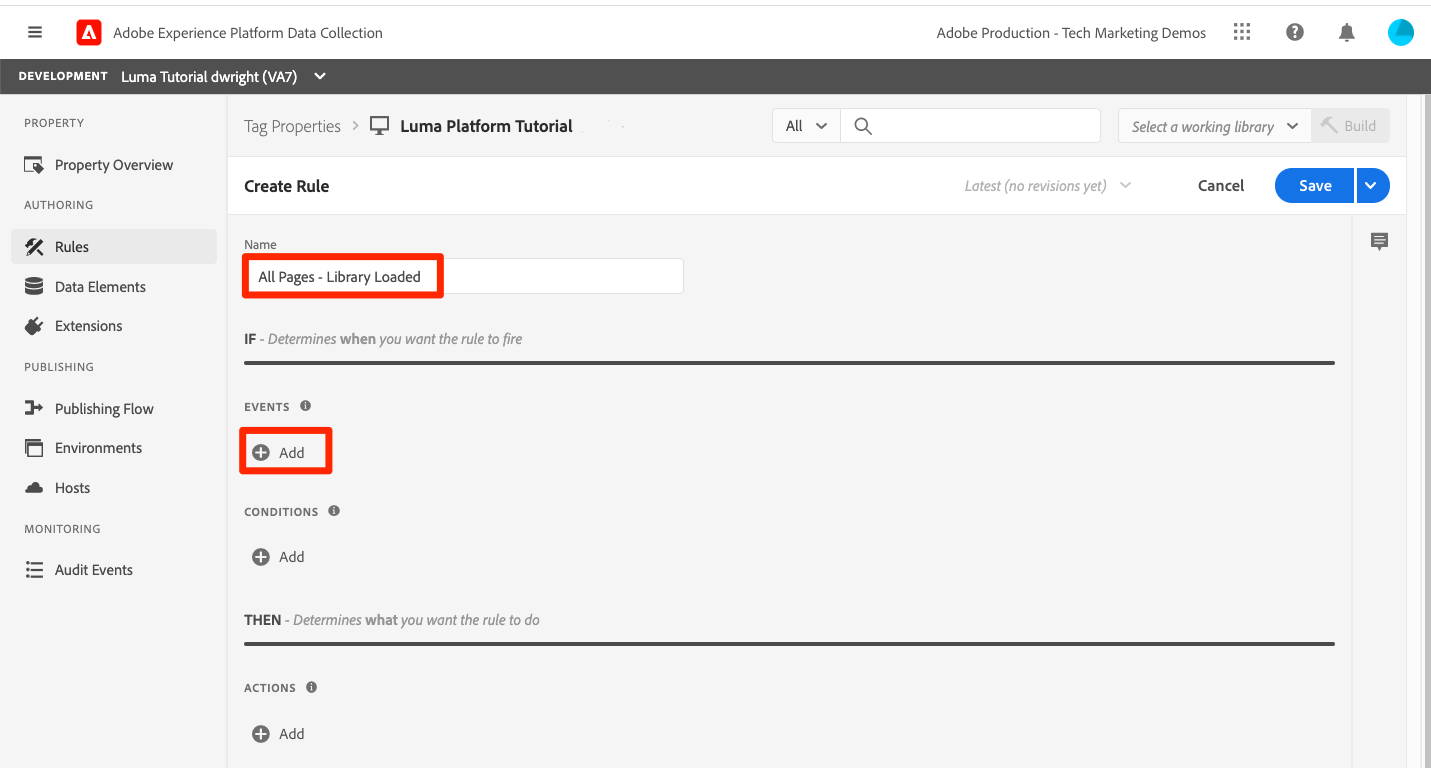 Adobe Experience Platform Data Collection
Adobe Production - Tech Marketing Demos
DEVELOPMENT Luma Tutorial dwright (VA7)
PROPERTY
Property Overview
AUTHORING
Rules
Data Elements
Extensions
PUBLISHING
Publishing Flow
Environments
Hosts
MONITORING
Audit Events
Tag Properties > Luma Platform Tutorial
All
Select a working library
Build
Create Rule
Latest (no revisions yet)
Cancel
Save
Name
All Pages - Library Loaded
IF - Determines when you want the rule to fire
EVENTS
Add
CONDITIONS
Add
THEN - Determines what you want the rule to do
ACTIONS
Add